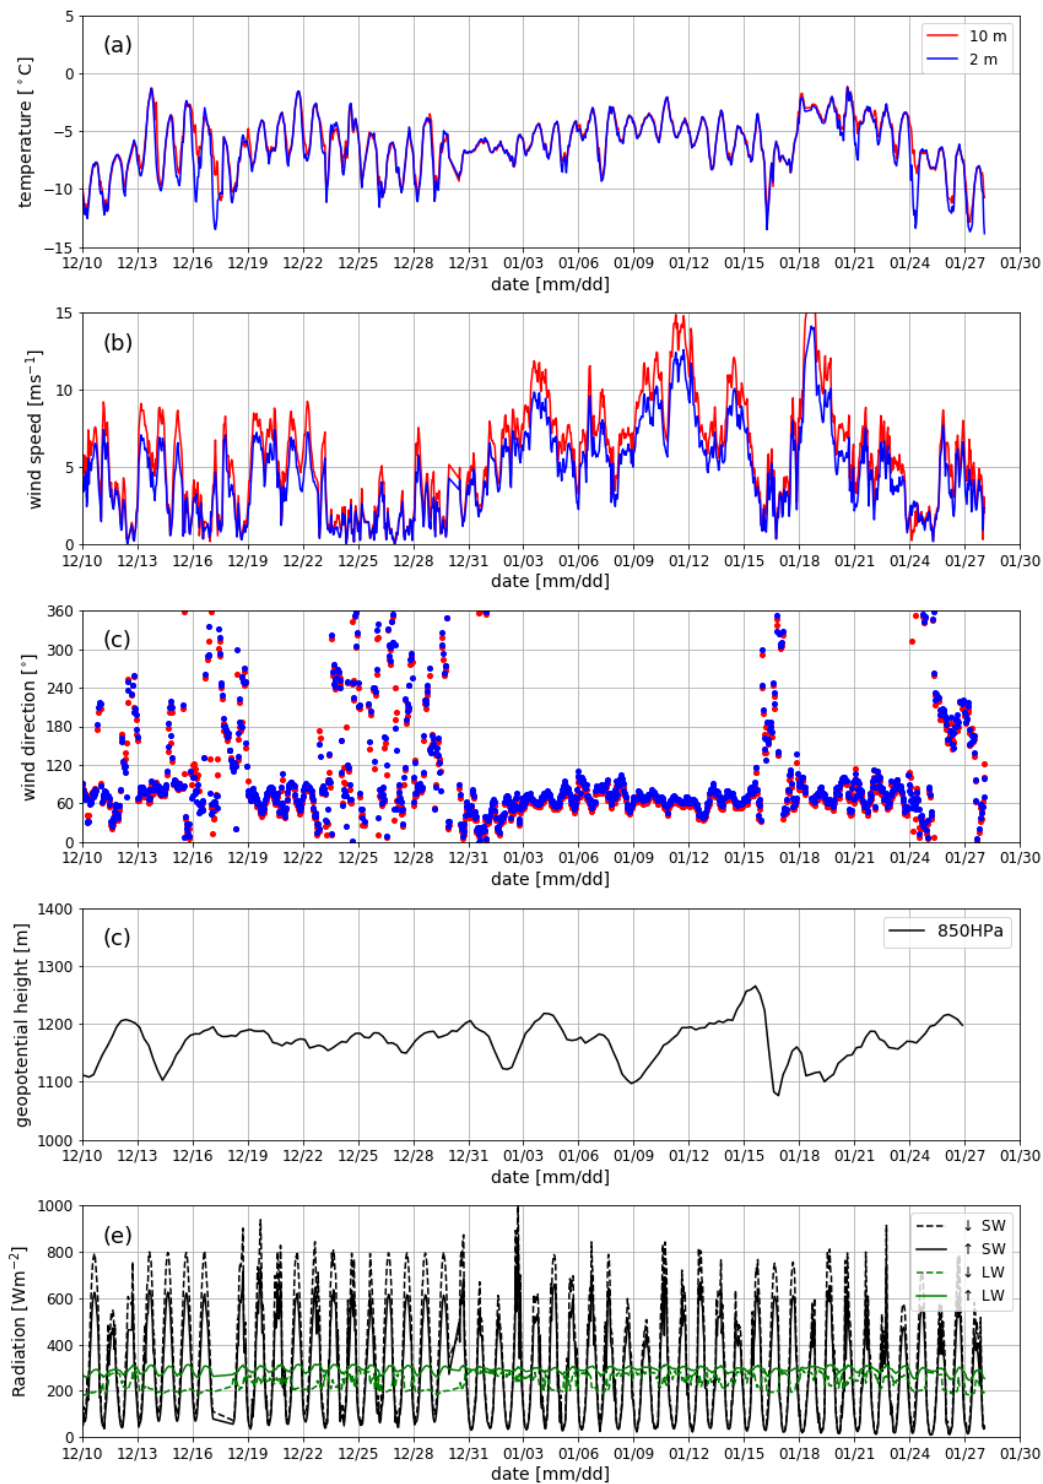 5
0
−5
−10
−15
temperature [ °C]
(a)
10 m
2 m
12/10 12/13 12/16 12/19 12/22 12/25 12/28 12/31 01/03 01/06 01/09 01/12 01/15 01/18 01/21 01/24 01/27 01/30
date [mm/dd]
15
10
5
0
wind speed [ms⁻¹]
(b)
12/10 12/13 12/16 12/19 12/22 12/25 12/28 12/31 01/03 01/06 01/09 01/12 01/15 01/18 01/21 01/24 01/27 01/30
date [mm/dd]
360
300
240
180
120
60
0
wind direction [°]
(c)
12/10 12/13 12/16 12/19 12/22 12/25 12/28 12/31 01/03 01/06 01/09 01/12 01/15 01/18 01/21 01/24 01/27 01/30
date [mm/dd]
1400
1300
1200
1100
1000
geopotential height [m]
(c)
850HPa
12/10 12/13 12/16 12/19 12/22 12/25 12/28 12/31 01/03 01/06 01/09 01/12 01/15 01/18 01/21 01/24 01/27 01/30
date [mm/dd]
1000
800
600
400
200
0
Radiation [Wm⁻²]
(e)
↓ SW
↑ SW
↓ LW
↑ LW
12/10 12/13 12/16 12/19 12/22 12/25 12/28 12/31 01/03 01/06 01/09 01/12 01/15 01/18 01/21 01/24 01/27 01/30
date [mm/dd]